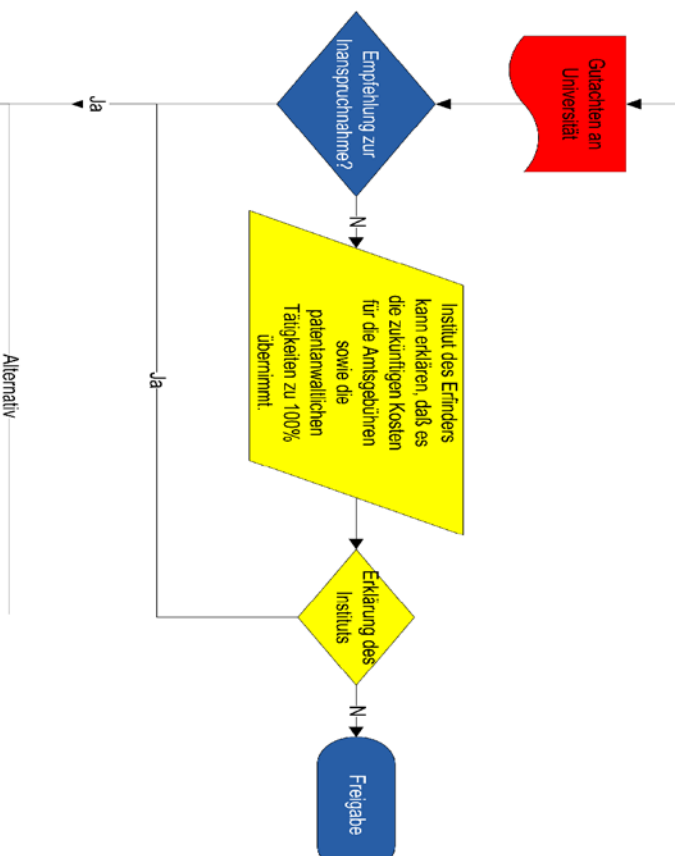 Gutachten an
Universität
Empfehlung zur
Inanspruchnahme?
N
Institut des Erfinders
kann erklären, daß es
die zukünftigen Kosten
für die Amtsgebühren
sowie die
patentanwaltlichen
Tätigkeiten zu 100%
übernimmt.
Erklärung des
Instituts
N
Freigabe
Ja
Ja
Alternativ